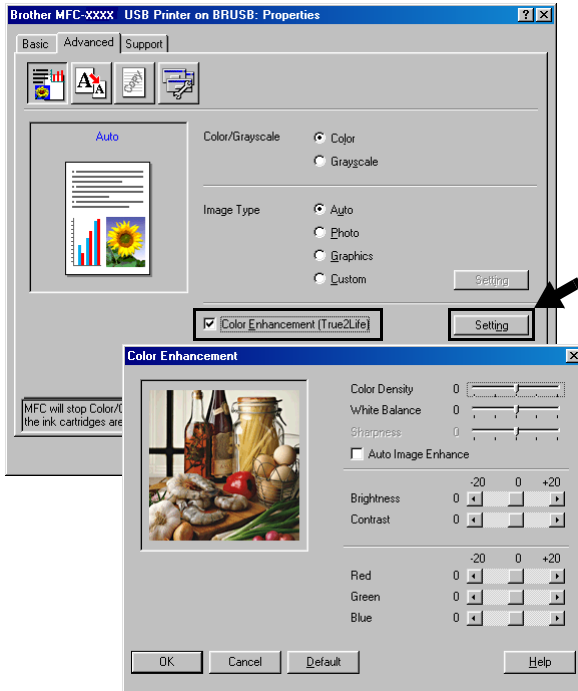 Brother MFC-XXXX USB Printer on BRUSB: Properties
Basic Advanced Support
Copy
Auto
Color/Grayscale
Color
Grayscale
Image Type
Auto
Photo
Graphics
Custom
Setting
Color Enhancement (True2Life)
Setting
MFC will stop Color/
the ink cartridges are
Color Enhancement
Color Density 0
White Balance 0
Sharpness 0
Auto Image Enhance
-20 0 +20
Brightness 0
Contrast 0
-20 0 +20
Red 0
Green 0
Blue 0
OK Cancel Default Help